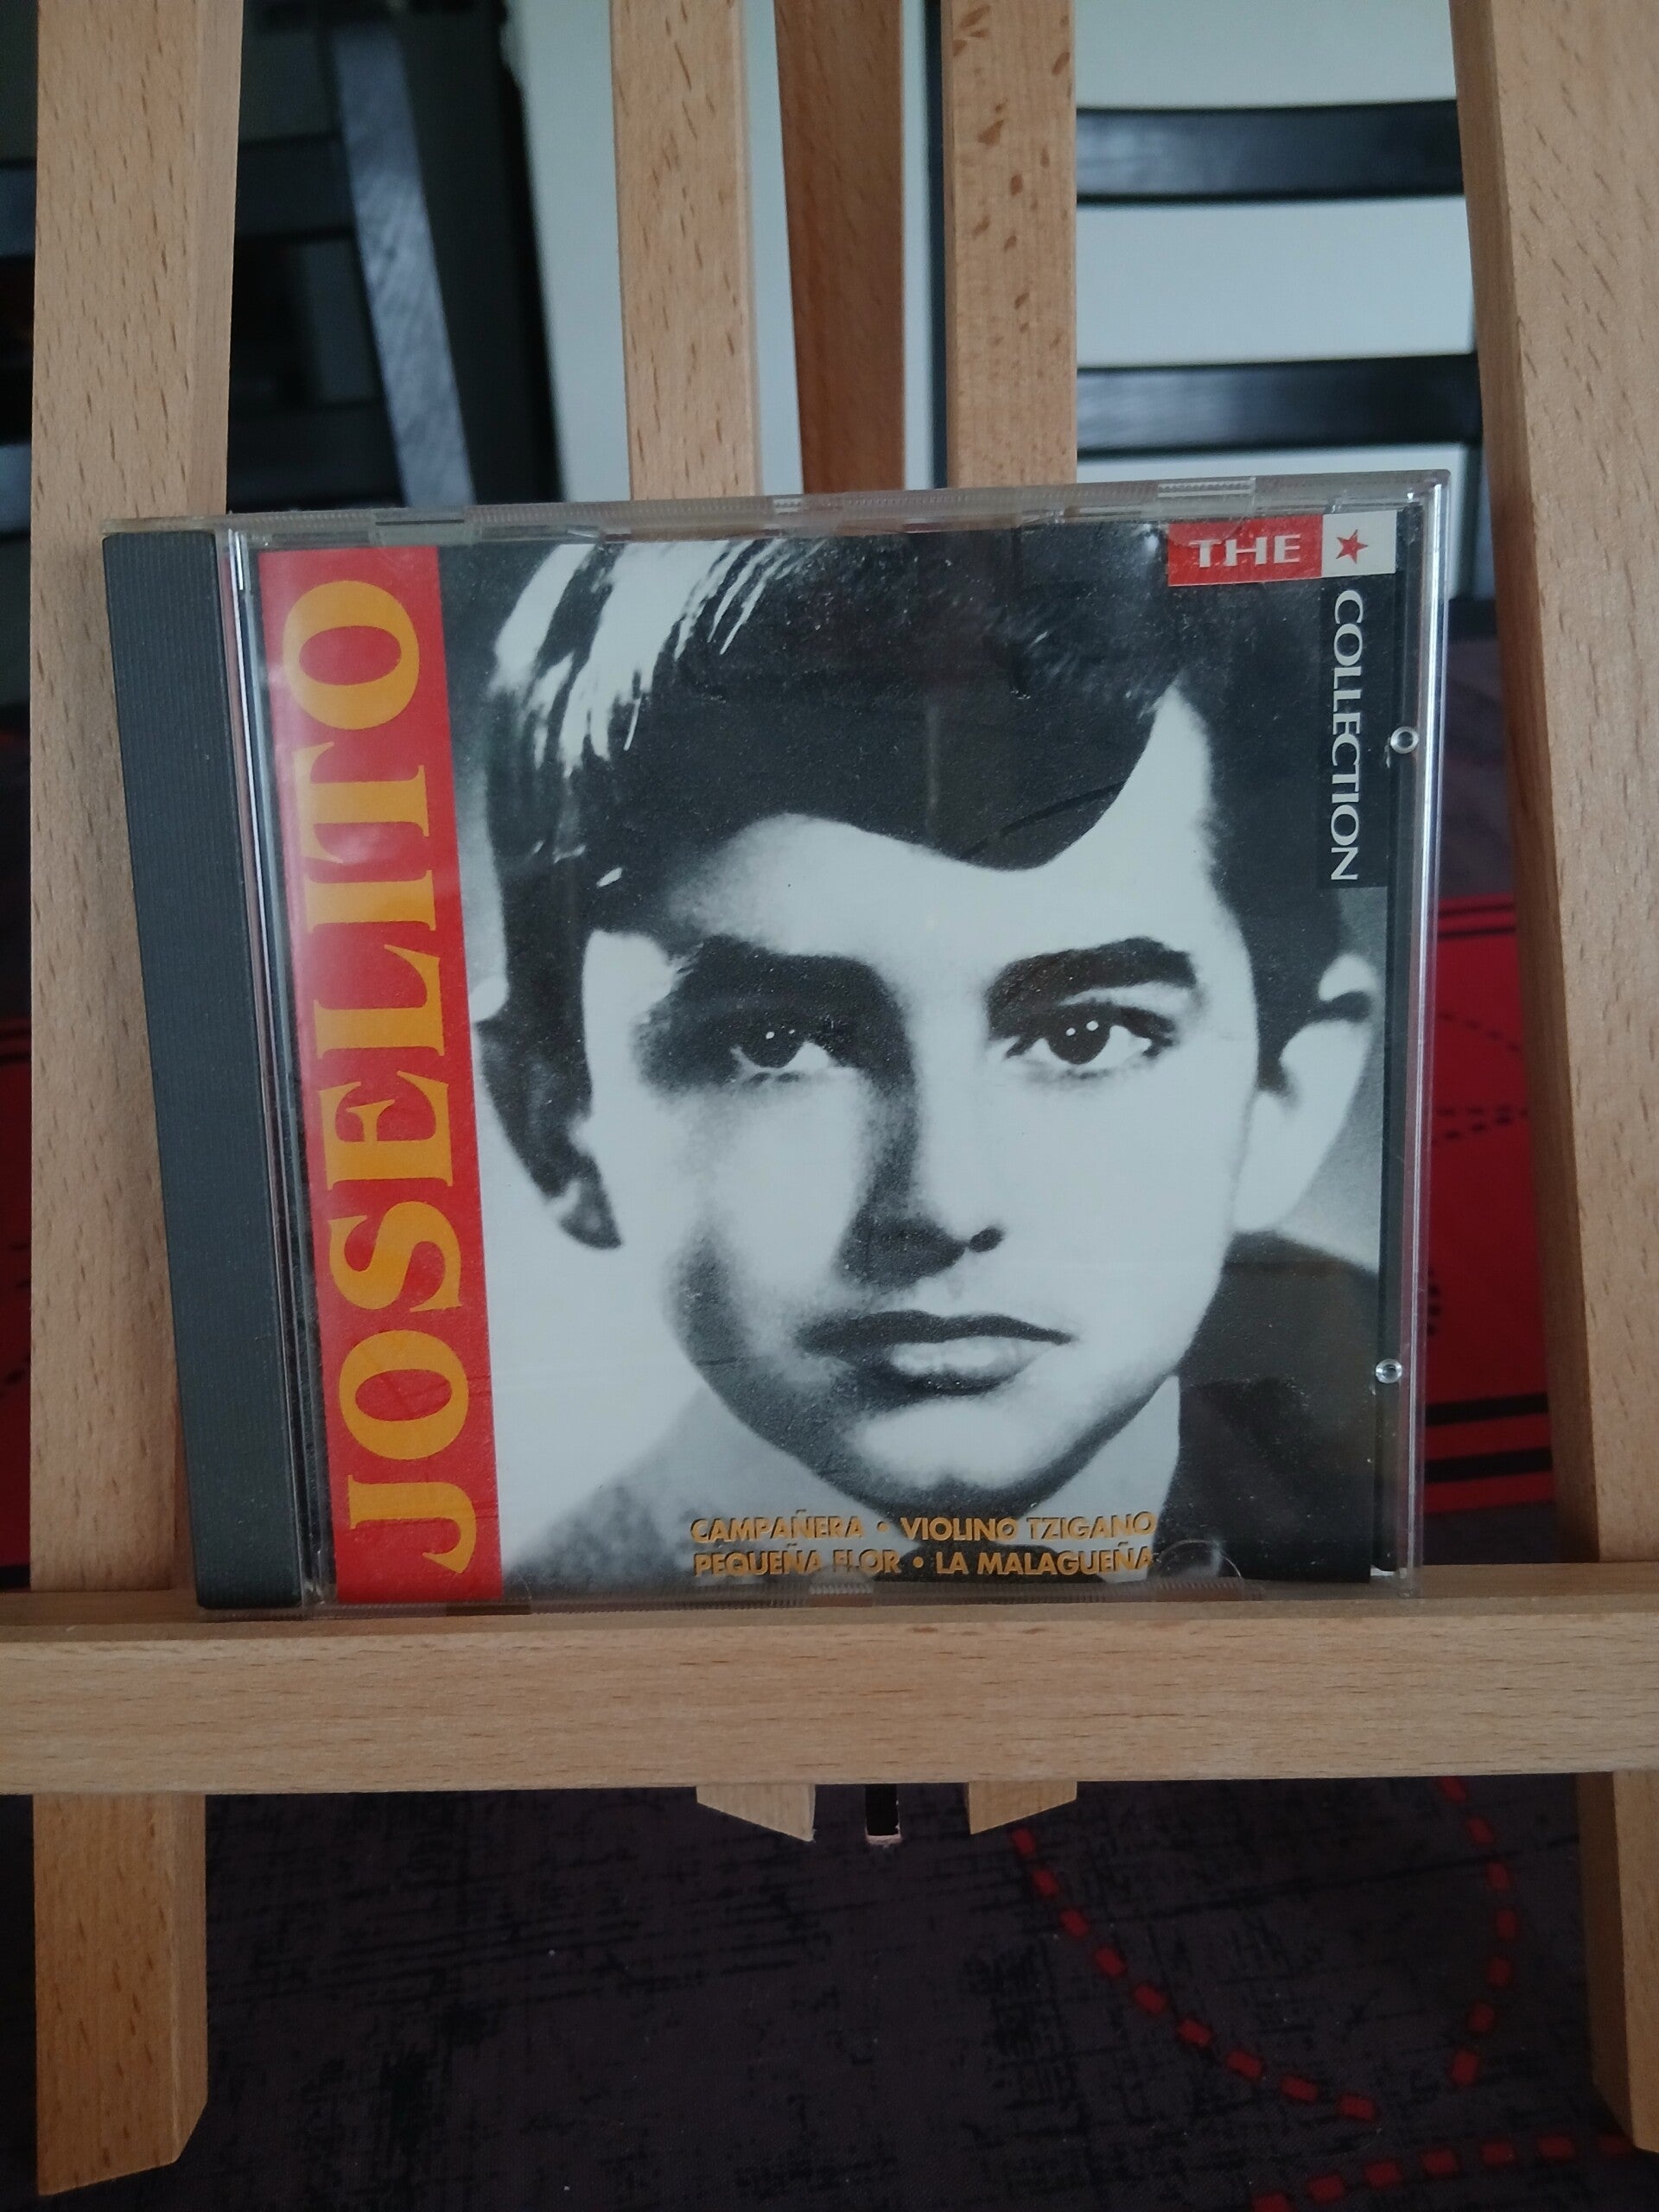 JOSELITO
THE
COLLECTION
CAMPAÑERA • VIOLINO TZIGANO
PEQUEÑA FLOR • LA MALAGUEÑA